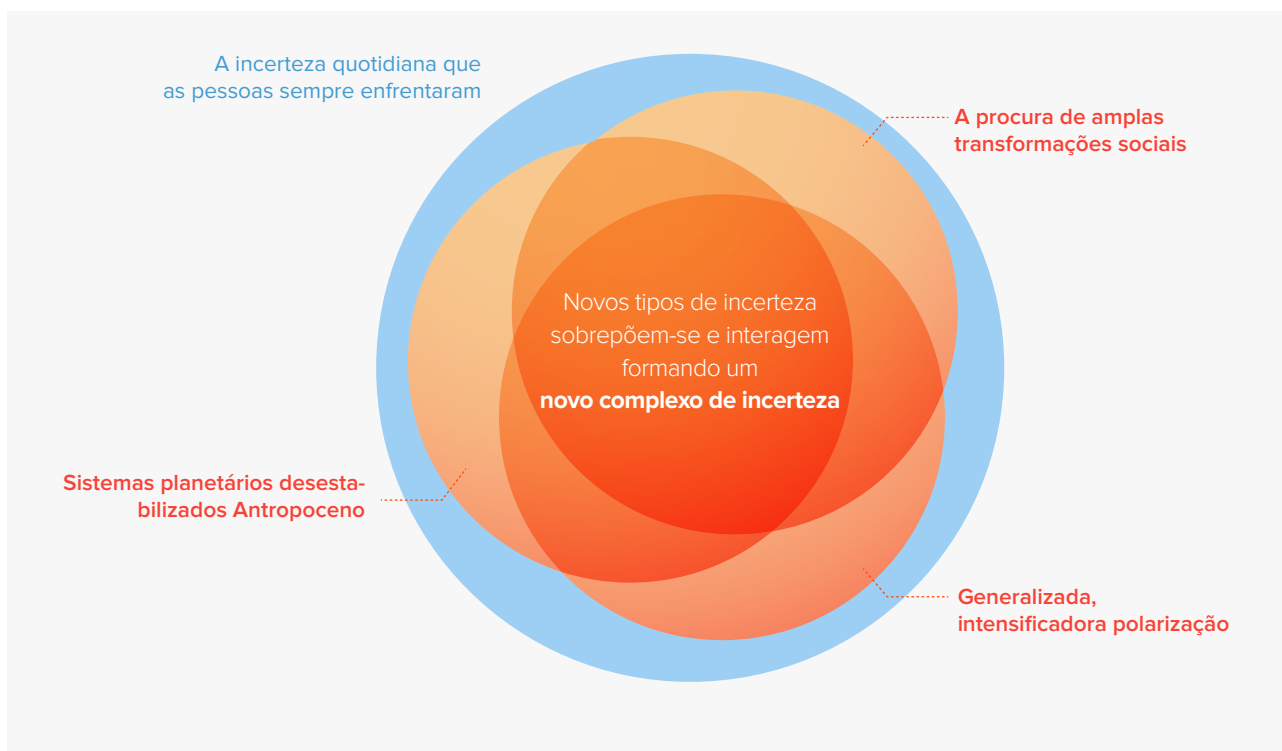 A incerteza quotidiana que
as pessoas sempre enfrentaram
A procura de amplas
transformações sociais
Novos tipos de incerteza
sobrepõem-se e interagem
formando um
novo complexo de incerteza
Sistemas planetários desesta-
bilizados Antropoceno
Generalizada,
intensificadora polarização